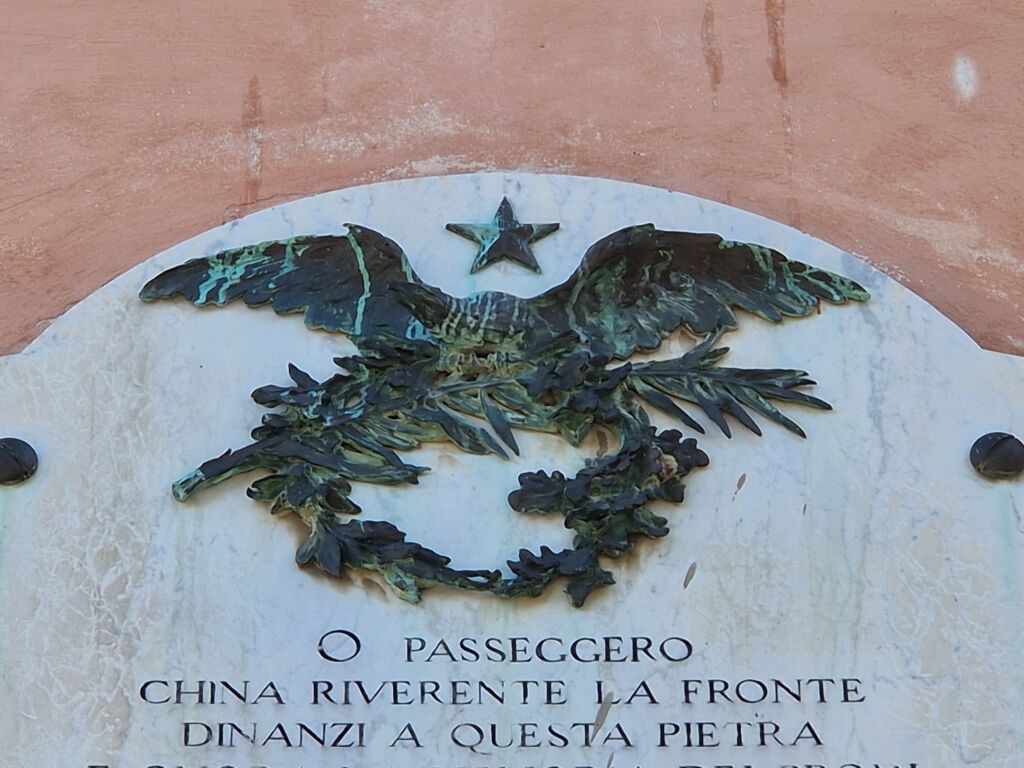 O PASSEGGERO
CHINA RIVERENTE LA FRONTE
DINANZI A QUESTA PIETRA